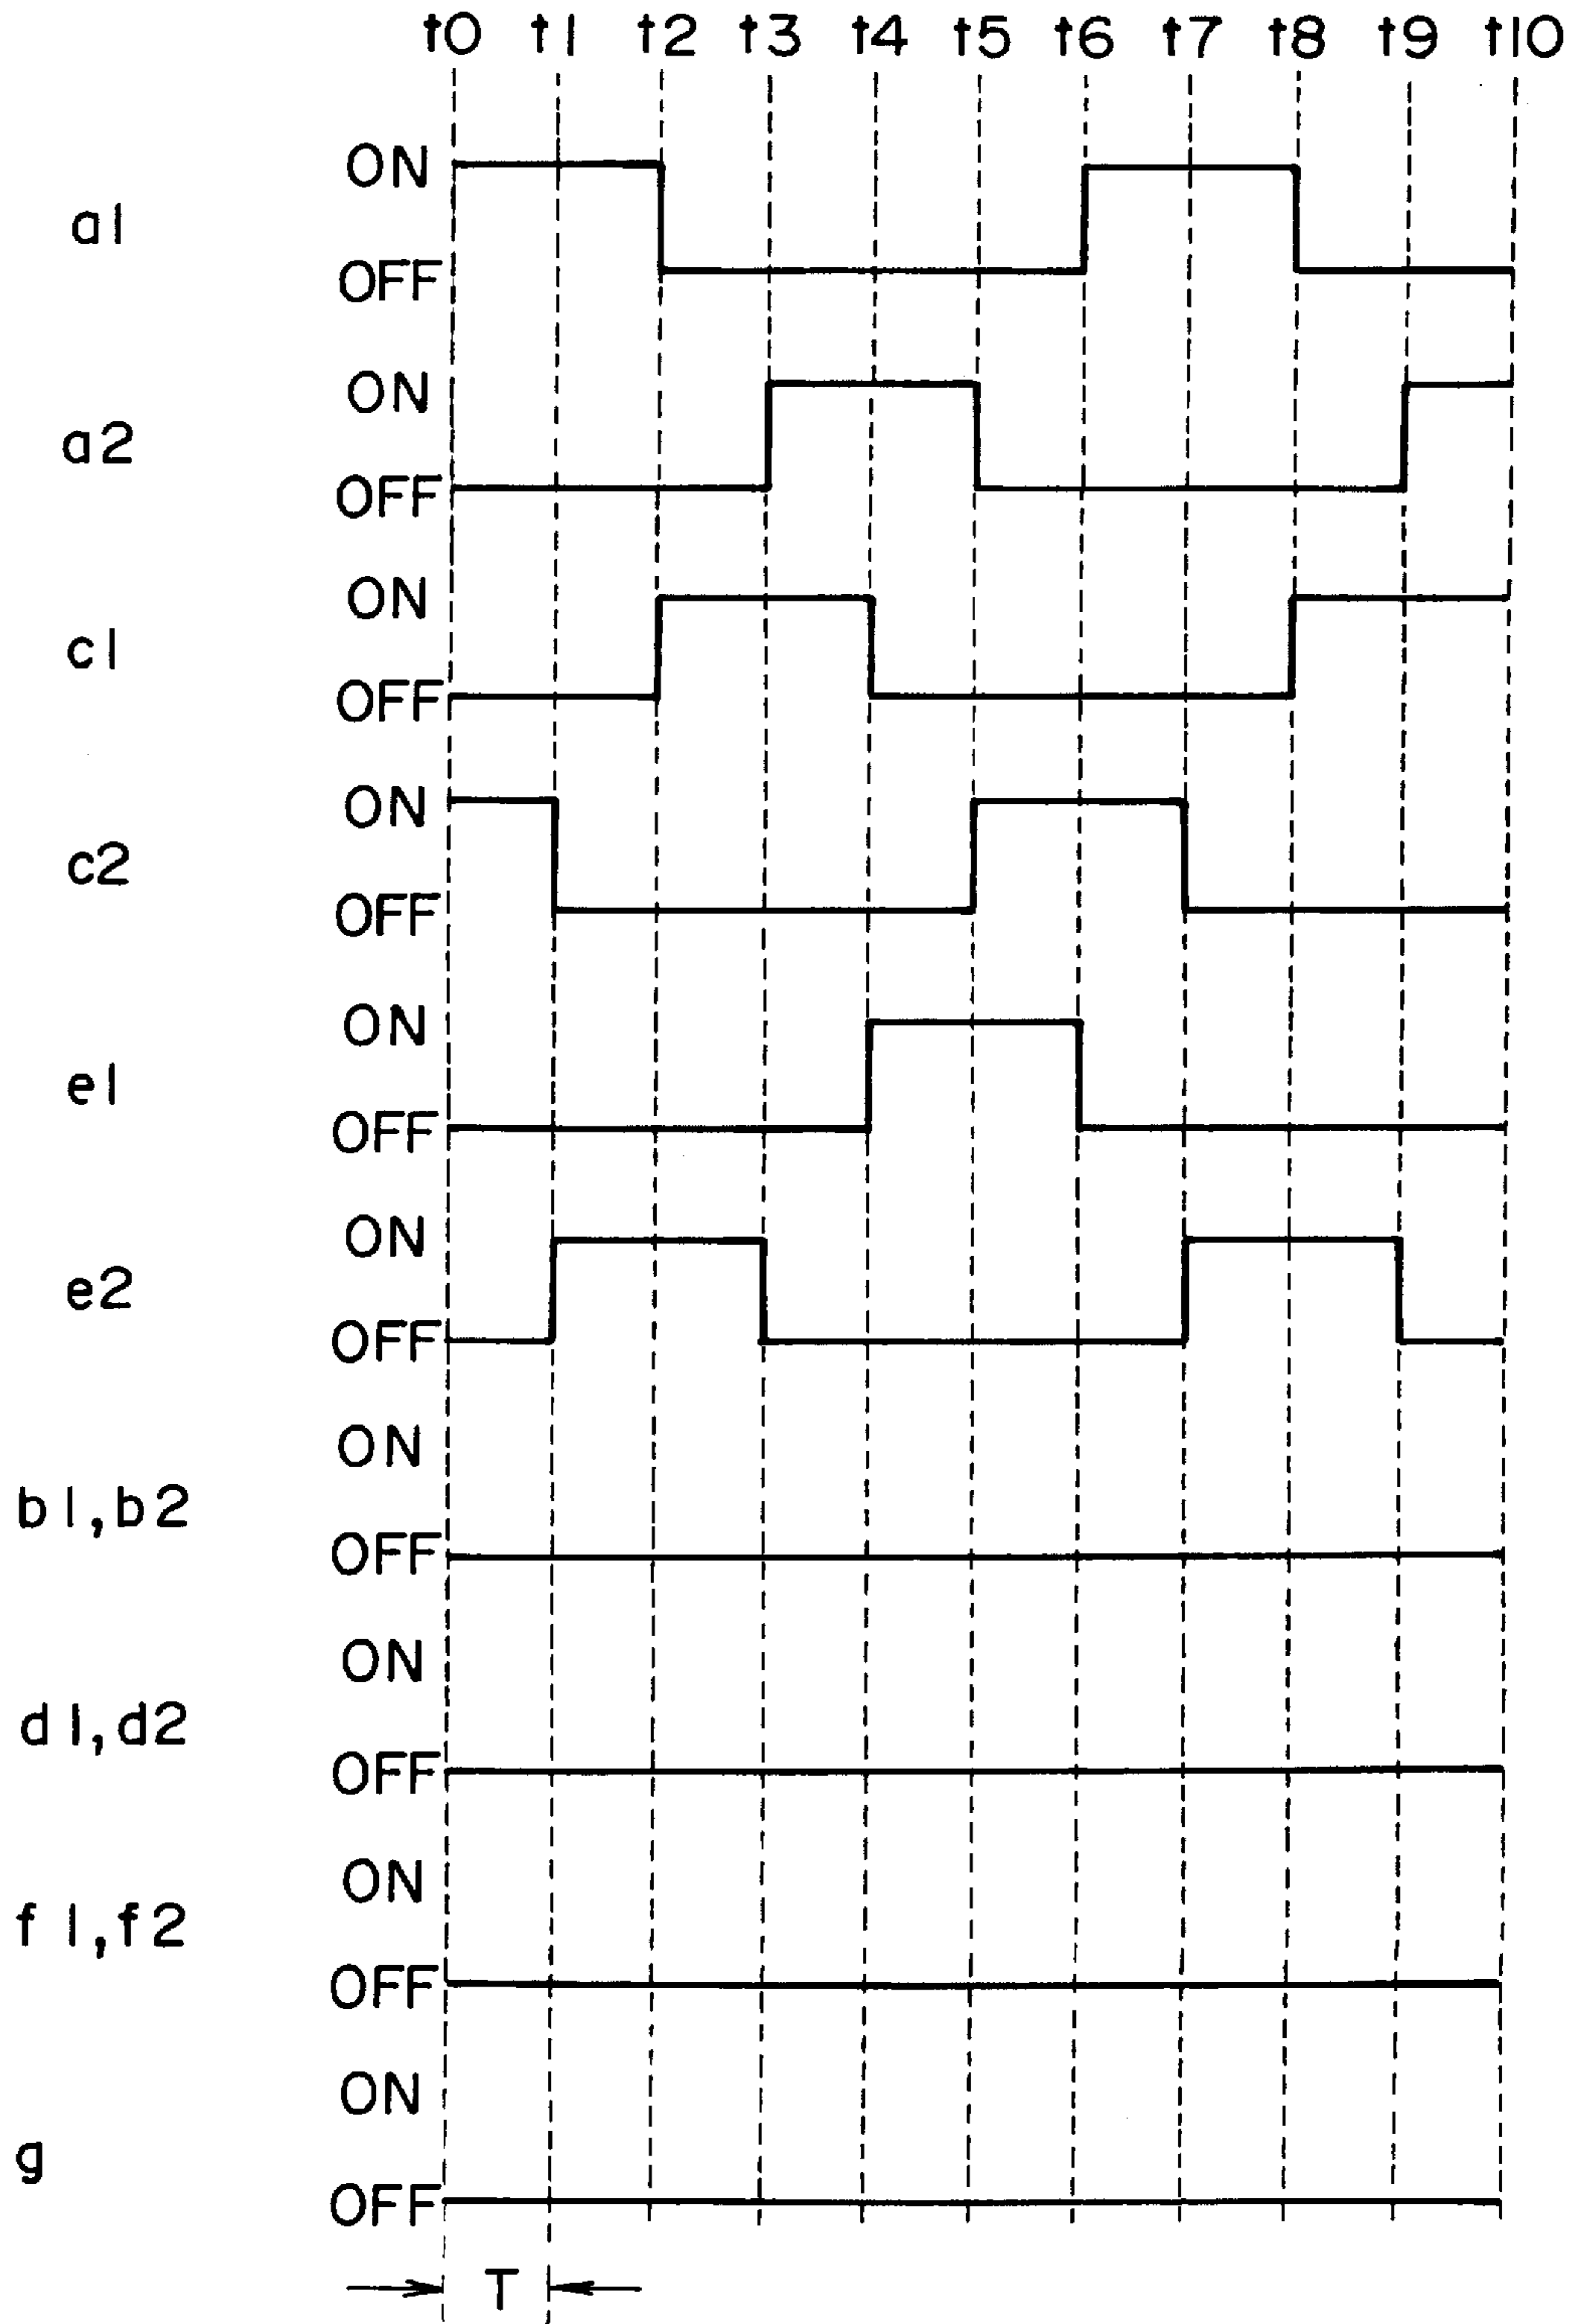 t0 t1 t2 t3 t4 t5 t6 t7 t8 t9 t10
ON
a1
OFF
ON
a2
OFF
ON
c1
OFF
ON
c2
OFF
ON
e1
OFF
ON
e2
OFF
ON
b1,b2
OFF
ON
d1,d2
OFF
ON
f1,f2
OFF
ON
g
OFF
T